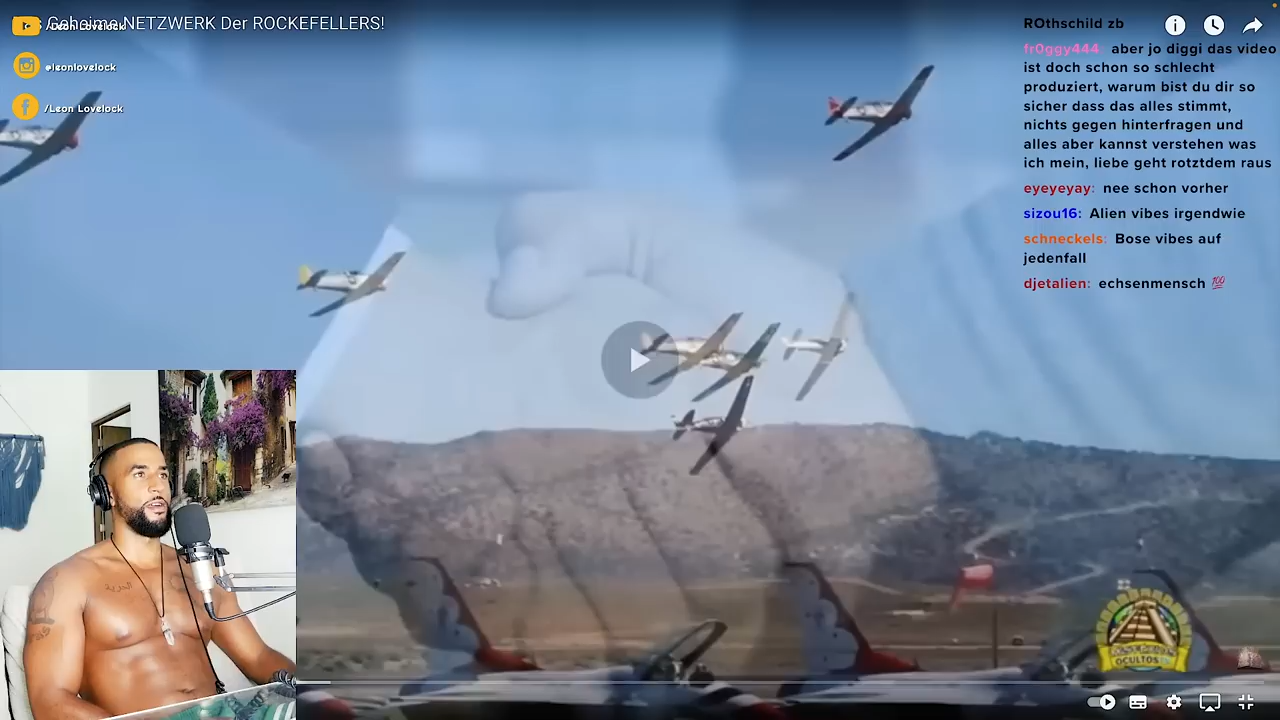 Geheime NETZWERK Der ROCKEFELLERS!
/Leon Lovelock
@leonlovelock
/Leon Lovelock
ROthschild zb
fr0ggy444: aber jo diggi das video
ist doch schon so schlecht
produziert, warum bist du dir so
sicher dass das alles stimmt,
nichts gegen hinterfragen und
alles aber kannst verstehen was
ich mein, liebe geht rotztdem raus
eyeyeyay: nee schon vorher
sizou16: Alien vibes irgendwie
schneckels: Bose vibes auf
jedenfall
djetalien: echsenmensch 💯
OCULTOS